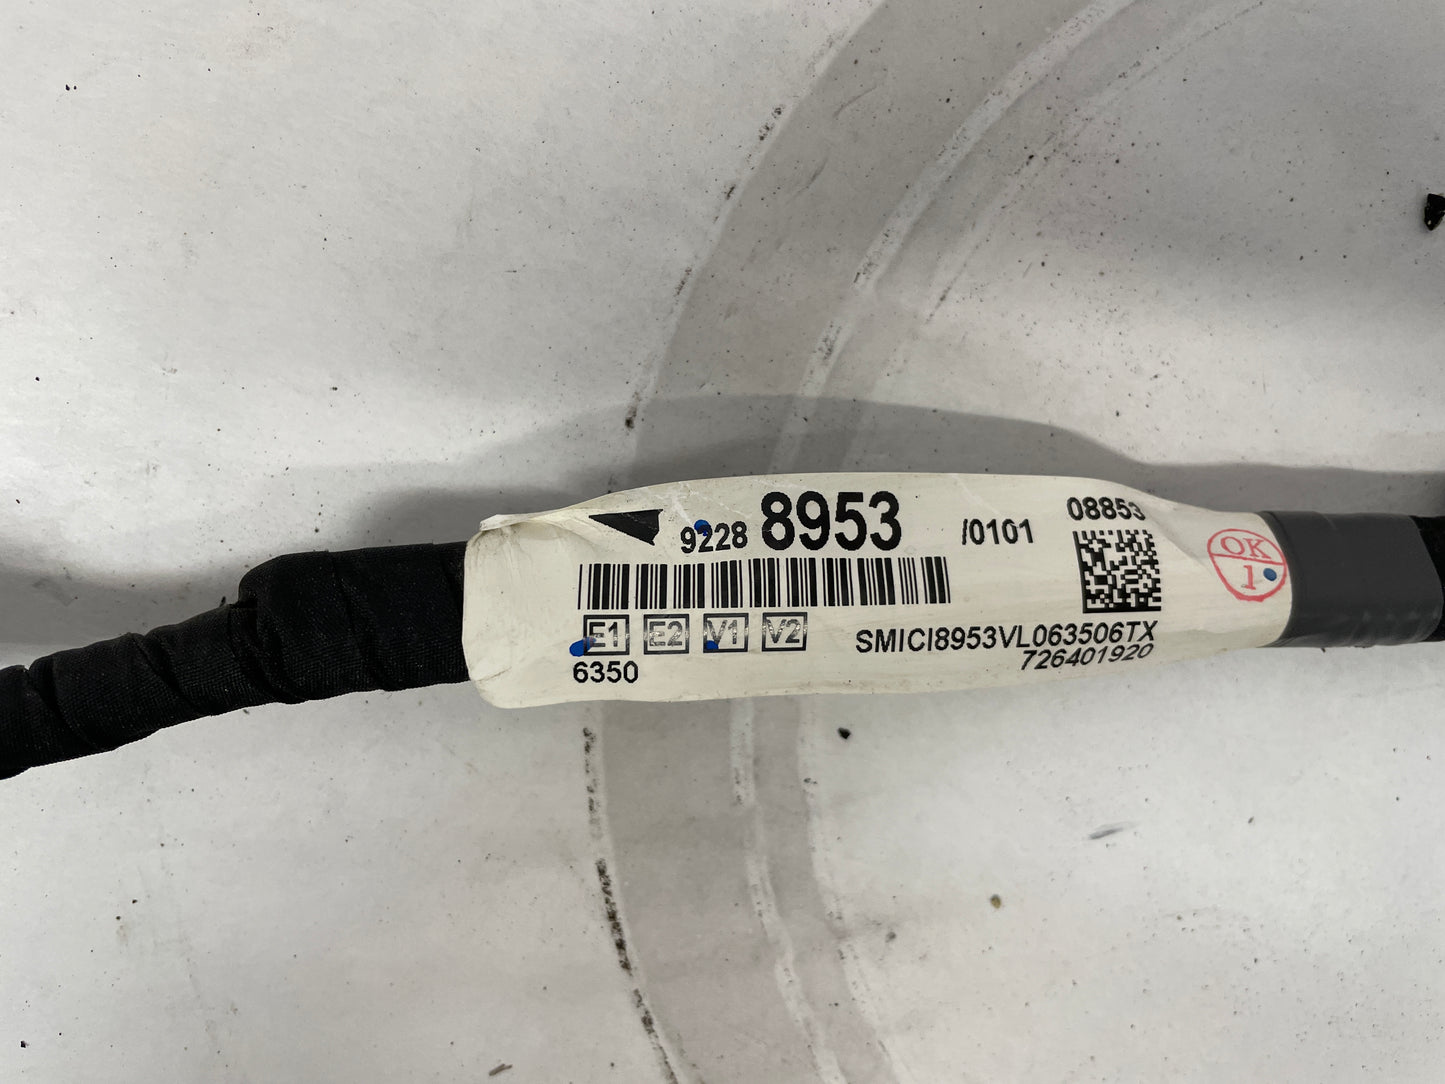 9228 8953 /0101 08853
E1 E2 V1 V2
SMICI8953VL063506TX
6350
726401920
OK
1